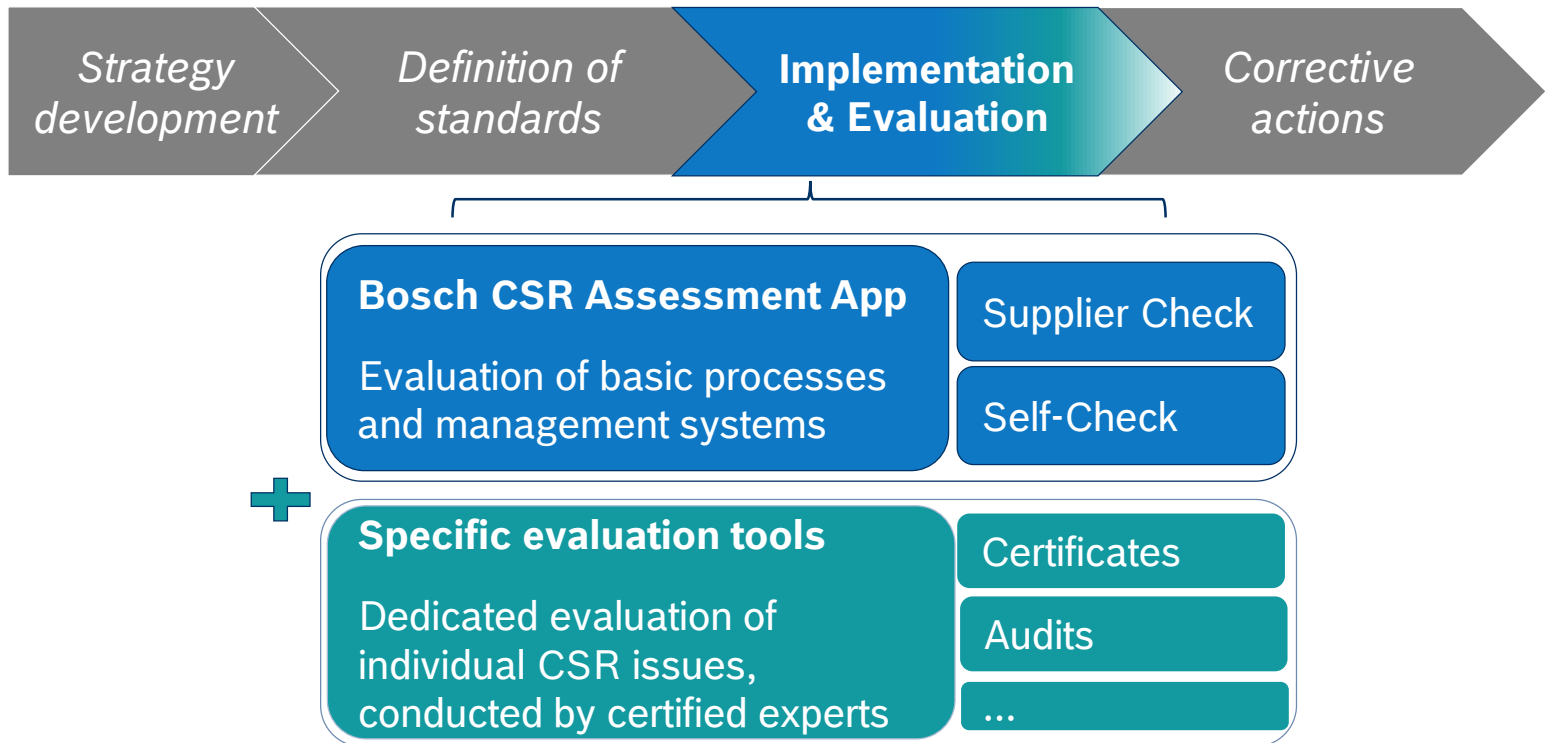 Strategy
development
Definition of
standards
Implementation
& Evaluation
Corrective
actions
Bosch CSR Assessment App
Evaluation of basic processes
and management systems
Supplier Check
Self-Check
Specific evaluation tools
Dedicated evaluation of
individual CSR issues,
conducted by certified experts
Certificates
Audits
...